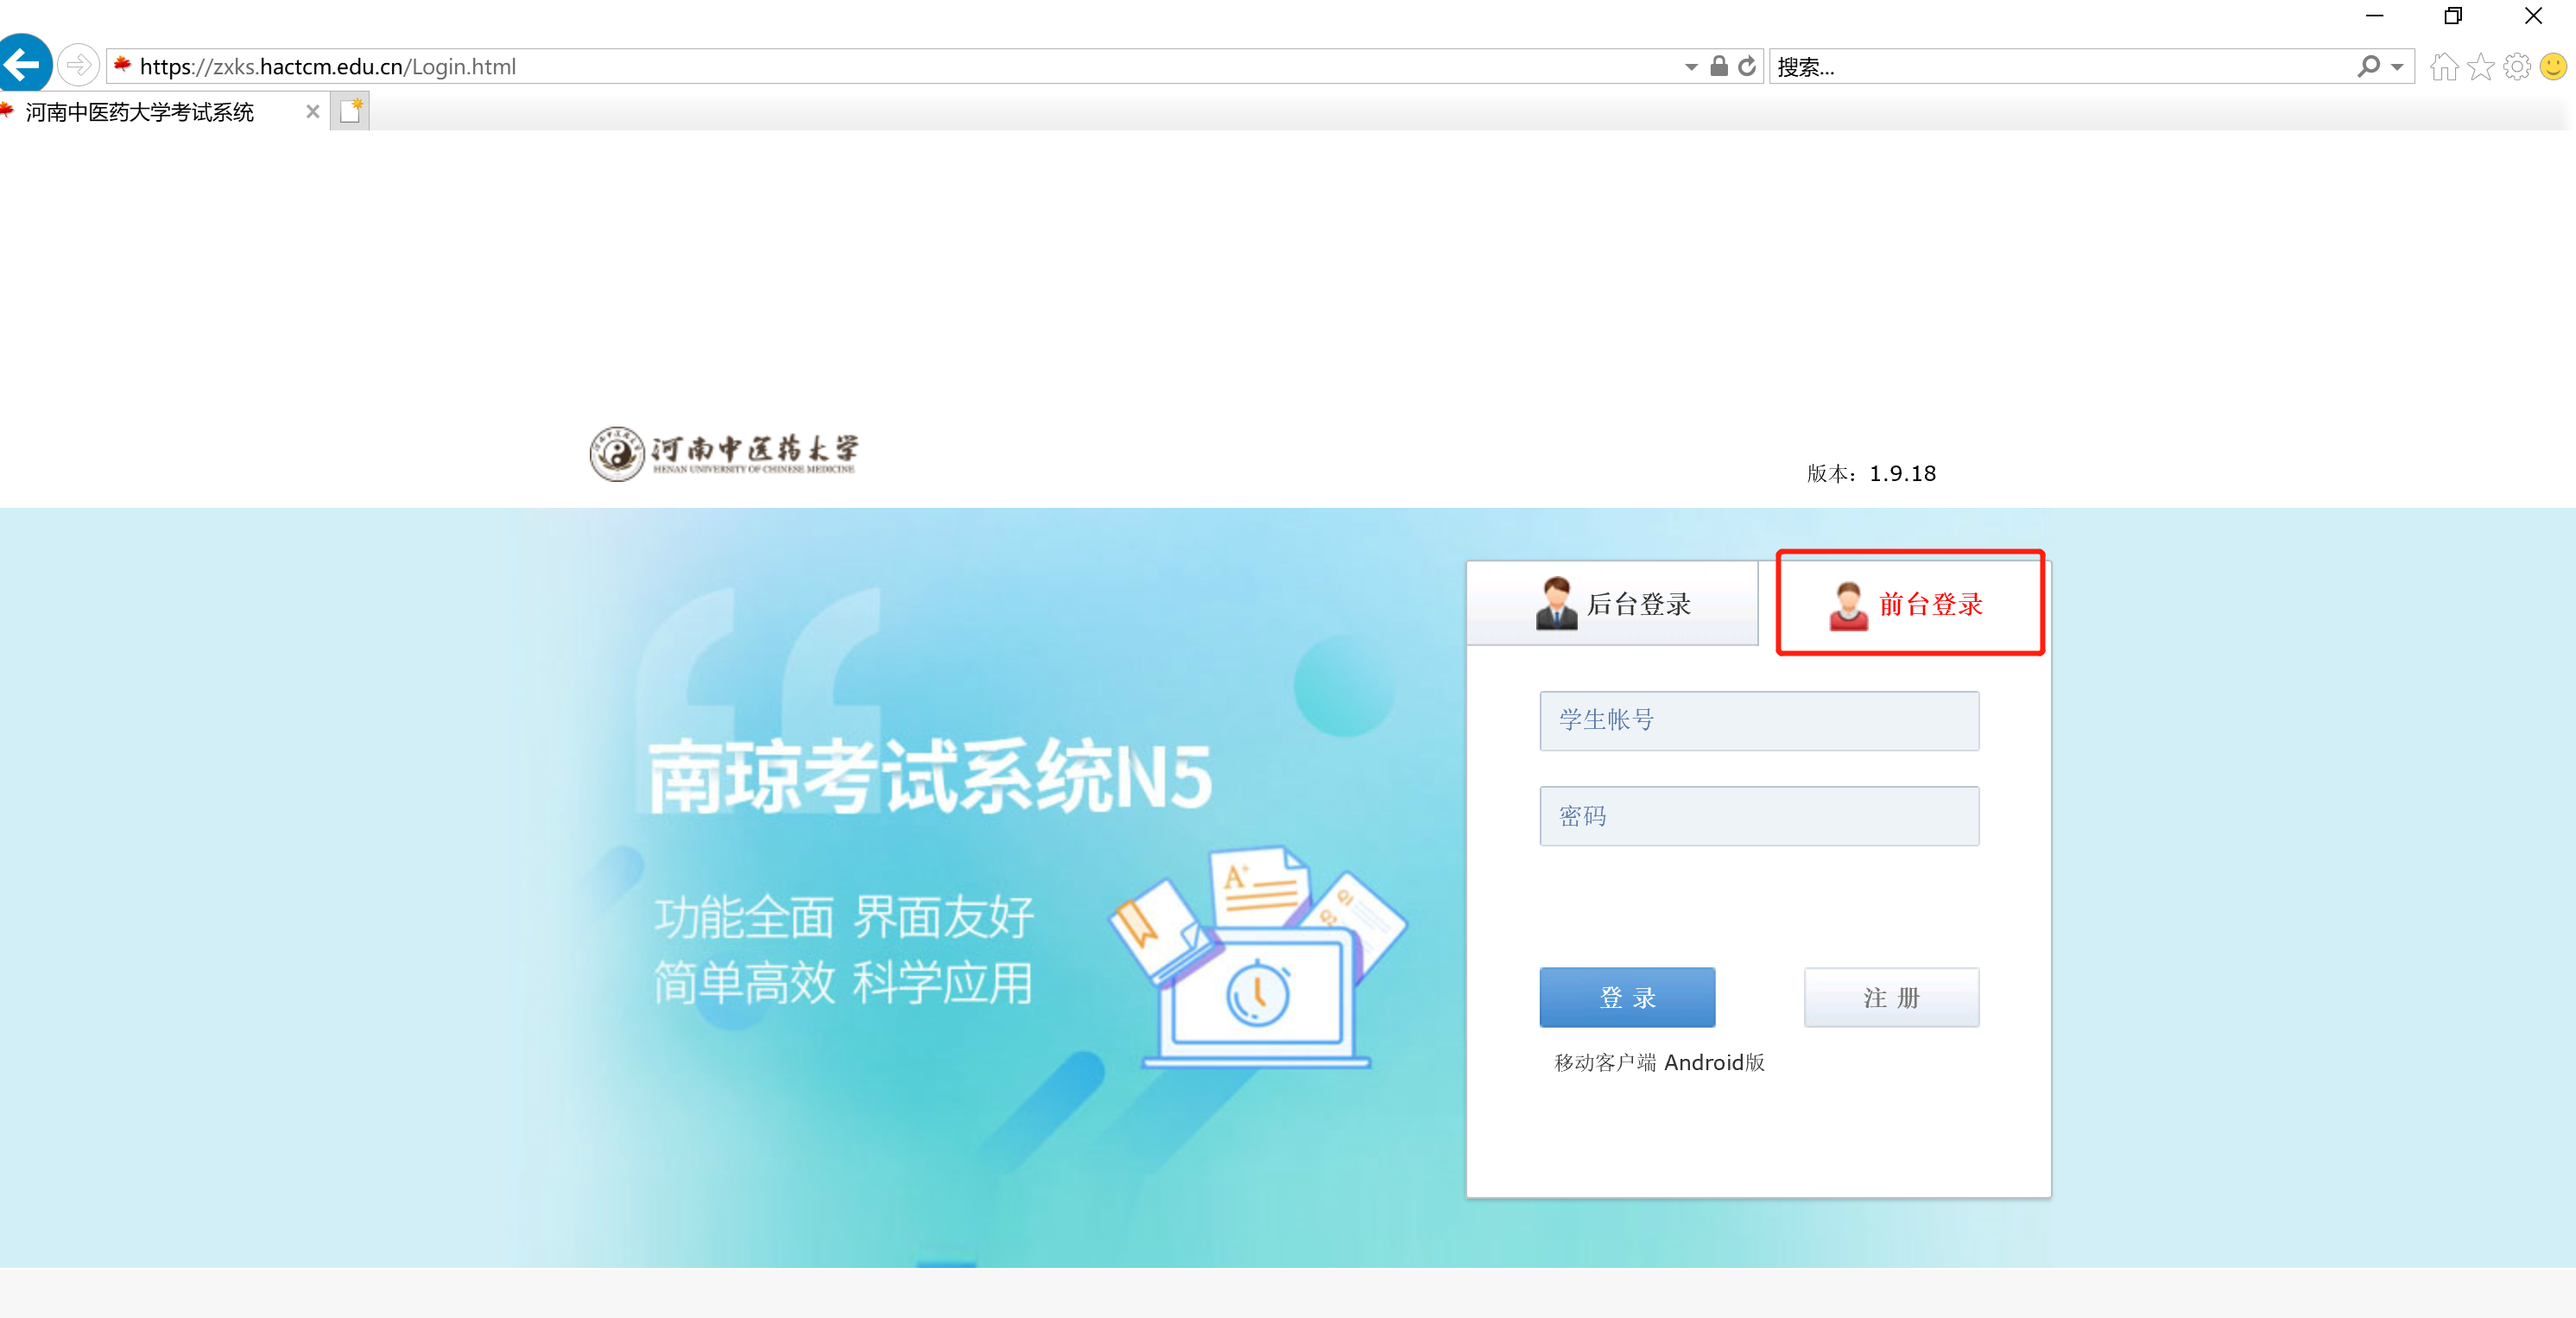 https://zxks.hactcm.edu.cn/Login.html
搜索...
河南中医药大学考试系统
河南中医药大学
HENAN UNIVERSITY OF CHINESE MEDICINE
版本：1.9.18
后台登录
前台登录
学生帐号
南琼考试系统N5
密码
A+
Q1
Q2
功能全面 界面友好
简单高效 科学应用
登 录
注 册
移动客户端 Android版